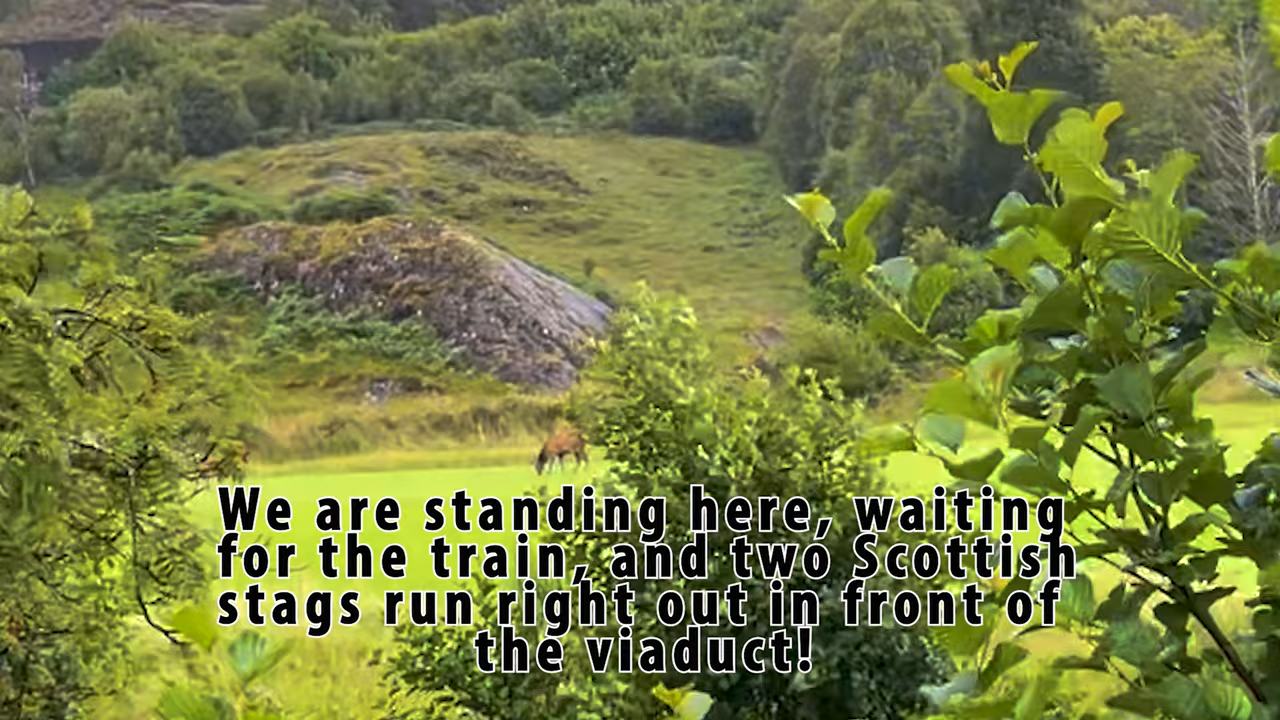 We are standing here, waiting
for the train, and two Scottish
stags run right out in front of
the viaduct!